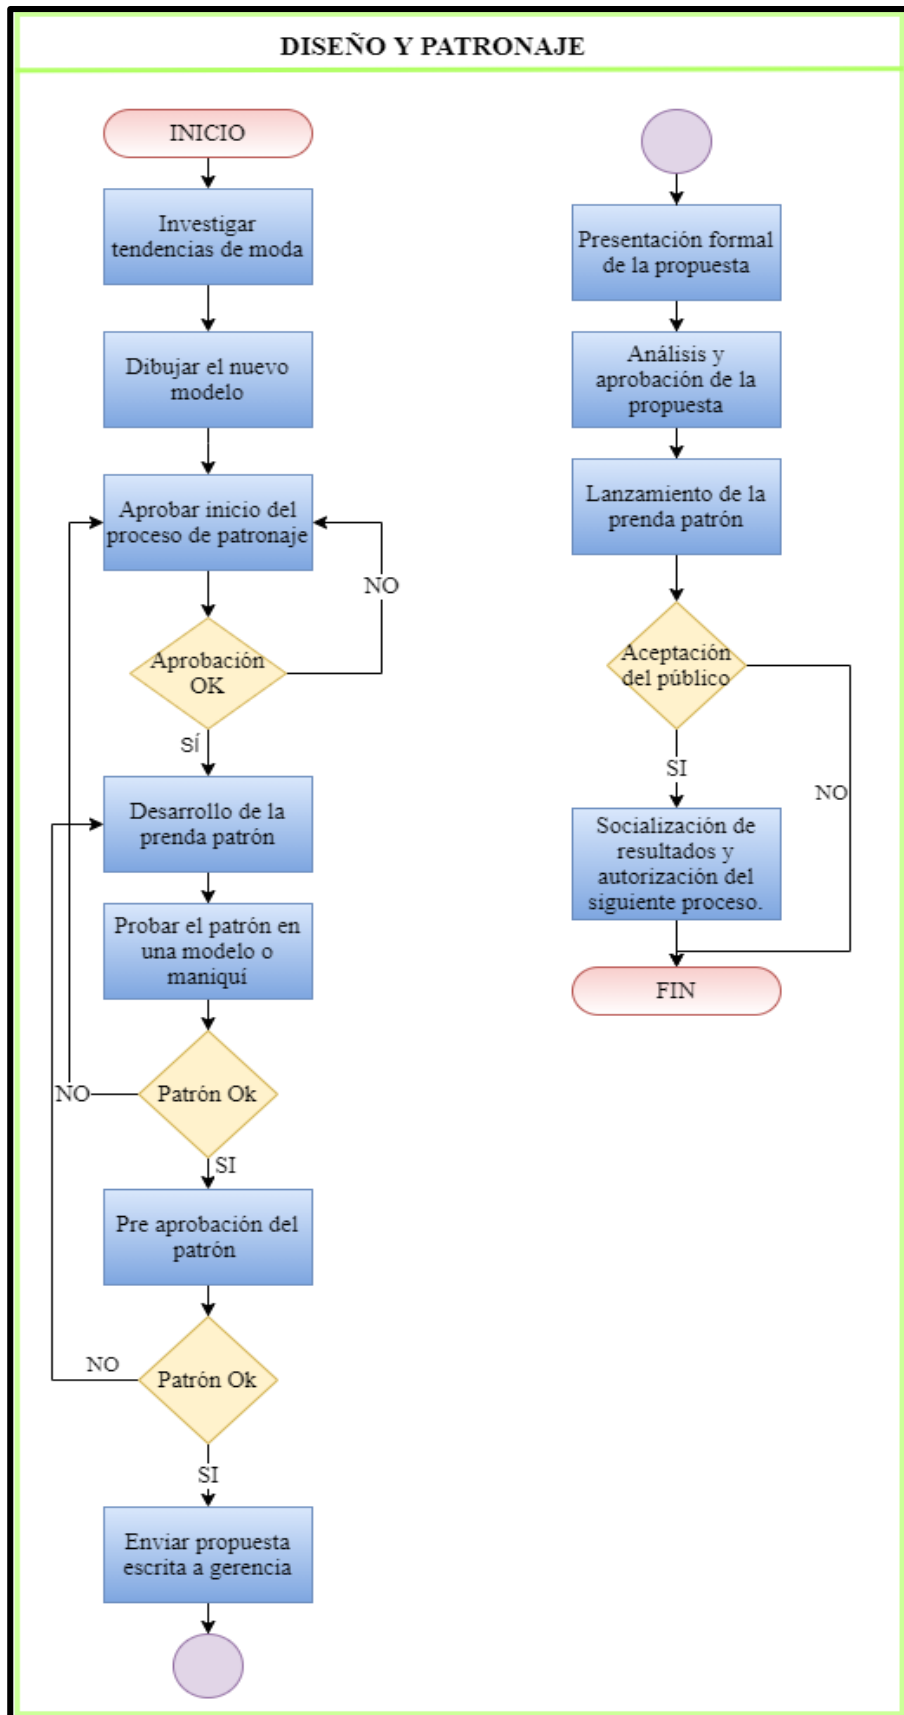 DISEÑO Y PATRONAJE
INICIO
Investigar
tendencias de moda
Dibujar el nuevo
modelo
Aprobar inicio del
proceso de patronaje
NO
Aprobación
OK
SÍ
Desarrollo de la
prenda patrón
Probar el patrón en
una modelo o
maniquí
Patrón Ok
NO
SI
Pre aprobación del
patrón
NO
Patrón Ok
SI
Enviar propuesta
escrita a gerencia
Presentación formal
de la propuesta
Análisis y
aprobación de la
propuesta
Lanzamiento de la
prenda patrón
Aceptación
del público
SI
NO
Socialización de
resultados y
autorización del
siguiente proceso.
FIN